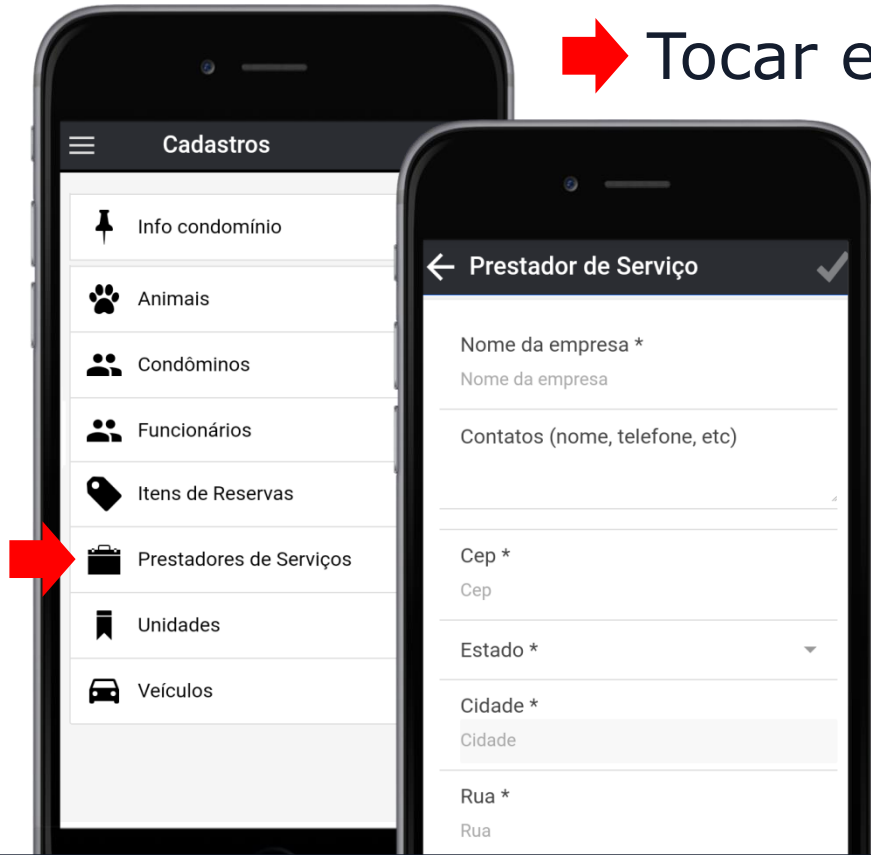 Tocar e
Cadastros
Info condomínio
Animais
Condôminos
Funcionários
Itens de Reservas
Prestadores de Serviços
Unidades
Veículos
Prestador de Serviço
Nome da empresa *
Nome da empresa
Contatos (nome, telefone, etc)
Cep *
Cep
Estado *
Cidade *
Cidade
Rua *
Rua